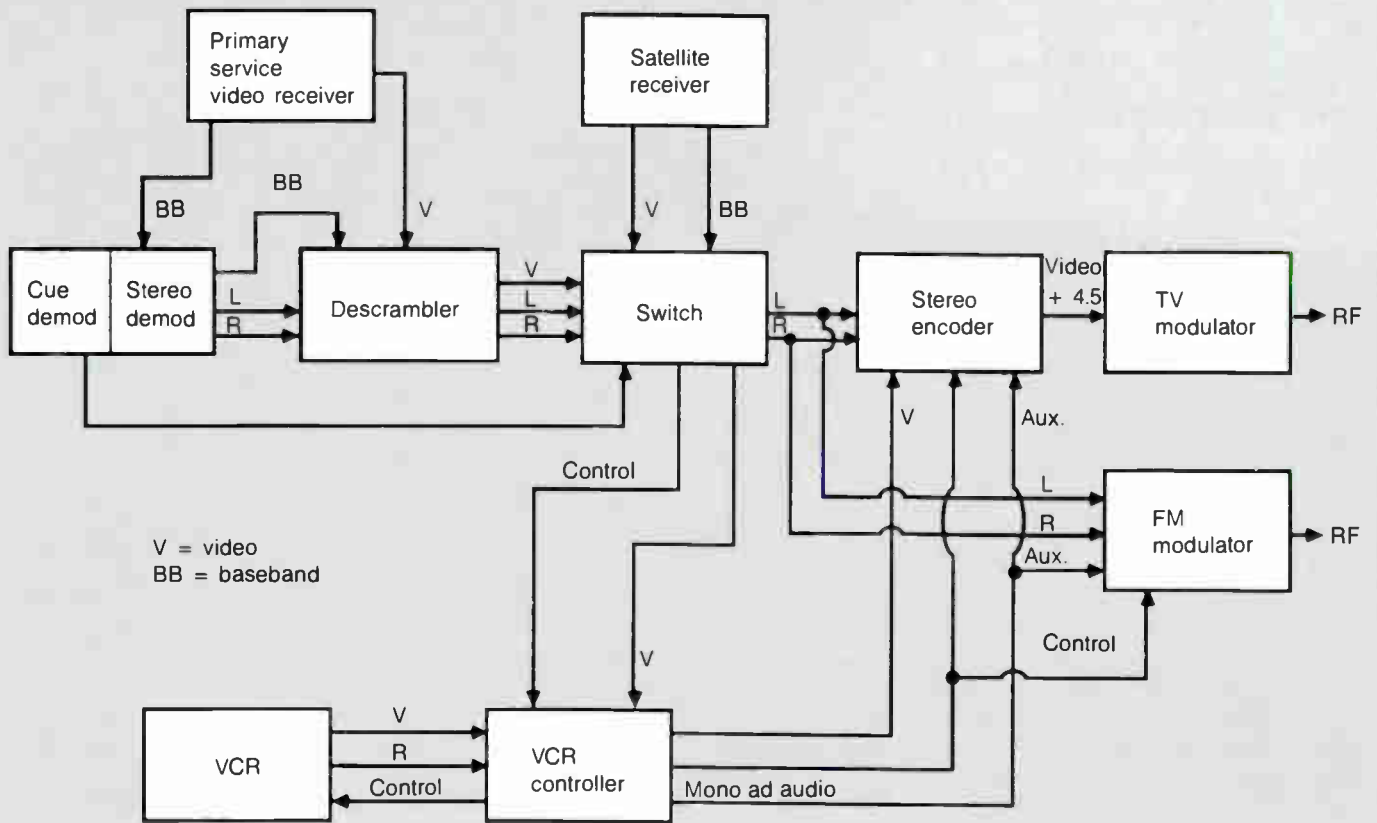 Primary
service
video receiver
Satellite
receiver
BB
BB
V
V
BB
Cue
demod
Stereo
demod
L
R
Descrambler
V
L
R
Switch
L
R
Stereo
encoder
Video
+ 4.5
TV
modulator
RF
V
Aux.
Control
L
R
Aux.
FM
modulator
RF
V = video
BB = baseband
Control
V
VCR
V
R
Control
VCR
controller
Mono ad audio